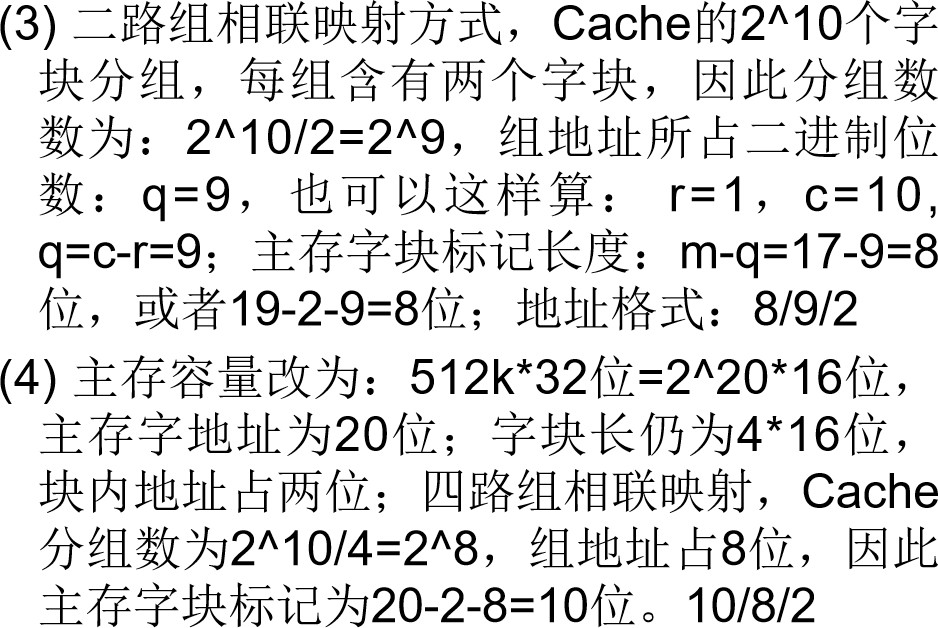 (3) 二路组相联映射方式，Cache的2^10个字
块分组，每组含有两个字块，因此分组数
数为：2^10/2=2^9，组地址所占二进制位
数：q=9，也可以这样算： r=1，c=10,
q=c-r=9；主存字块标记长度：m-q=17-9=8
位，或者19-2-9=8位；地址格式：8/9/2
(4) 主存容量改为：512k*32位=2^20*16位，
主存字地址为20位；字块长仍为4*16位，
块内地址占两位；四路组相联映射，Cache
分组数为2^10/4=2^8，组地址占8位，因此
主存字块标记为20-2-8=10位。10/8/2